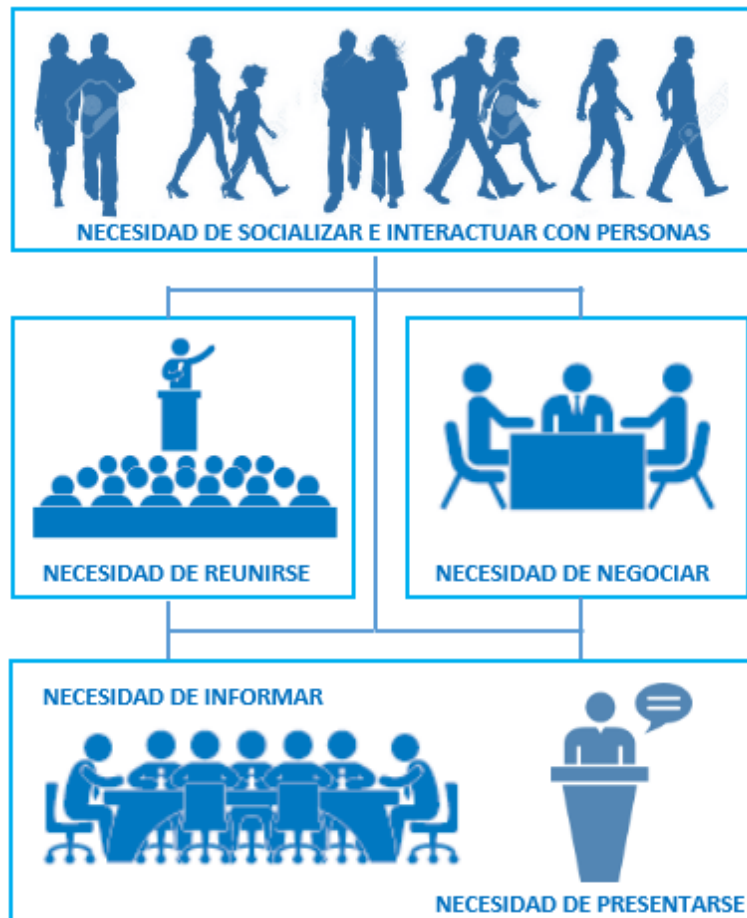 NECESIDAD DE SOCIALIZAR E INTERACTUAR CON PERSONAS
NECESIDAD DE REUNIRSE
NECESIDAD DE NEGOCIAR
NECESIDAD DE INFORMAR
NECESIDAD DE PRESENTARSE